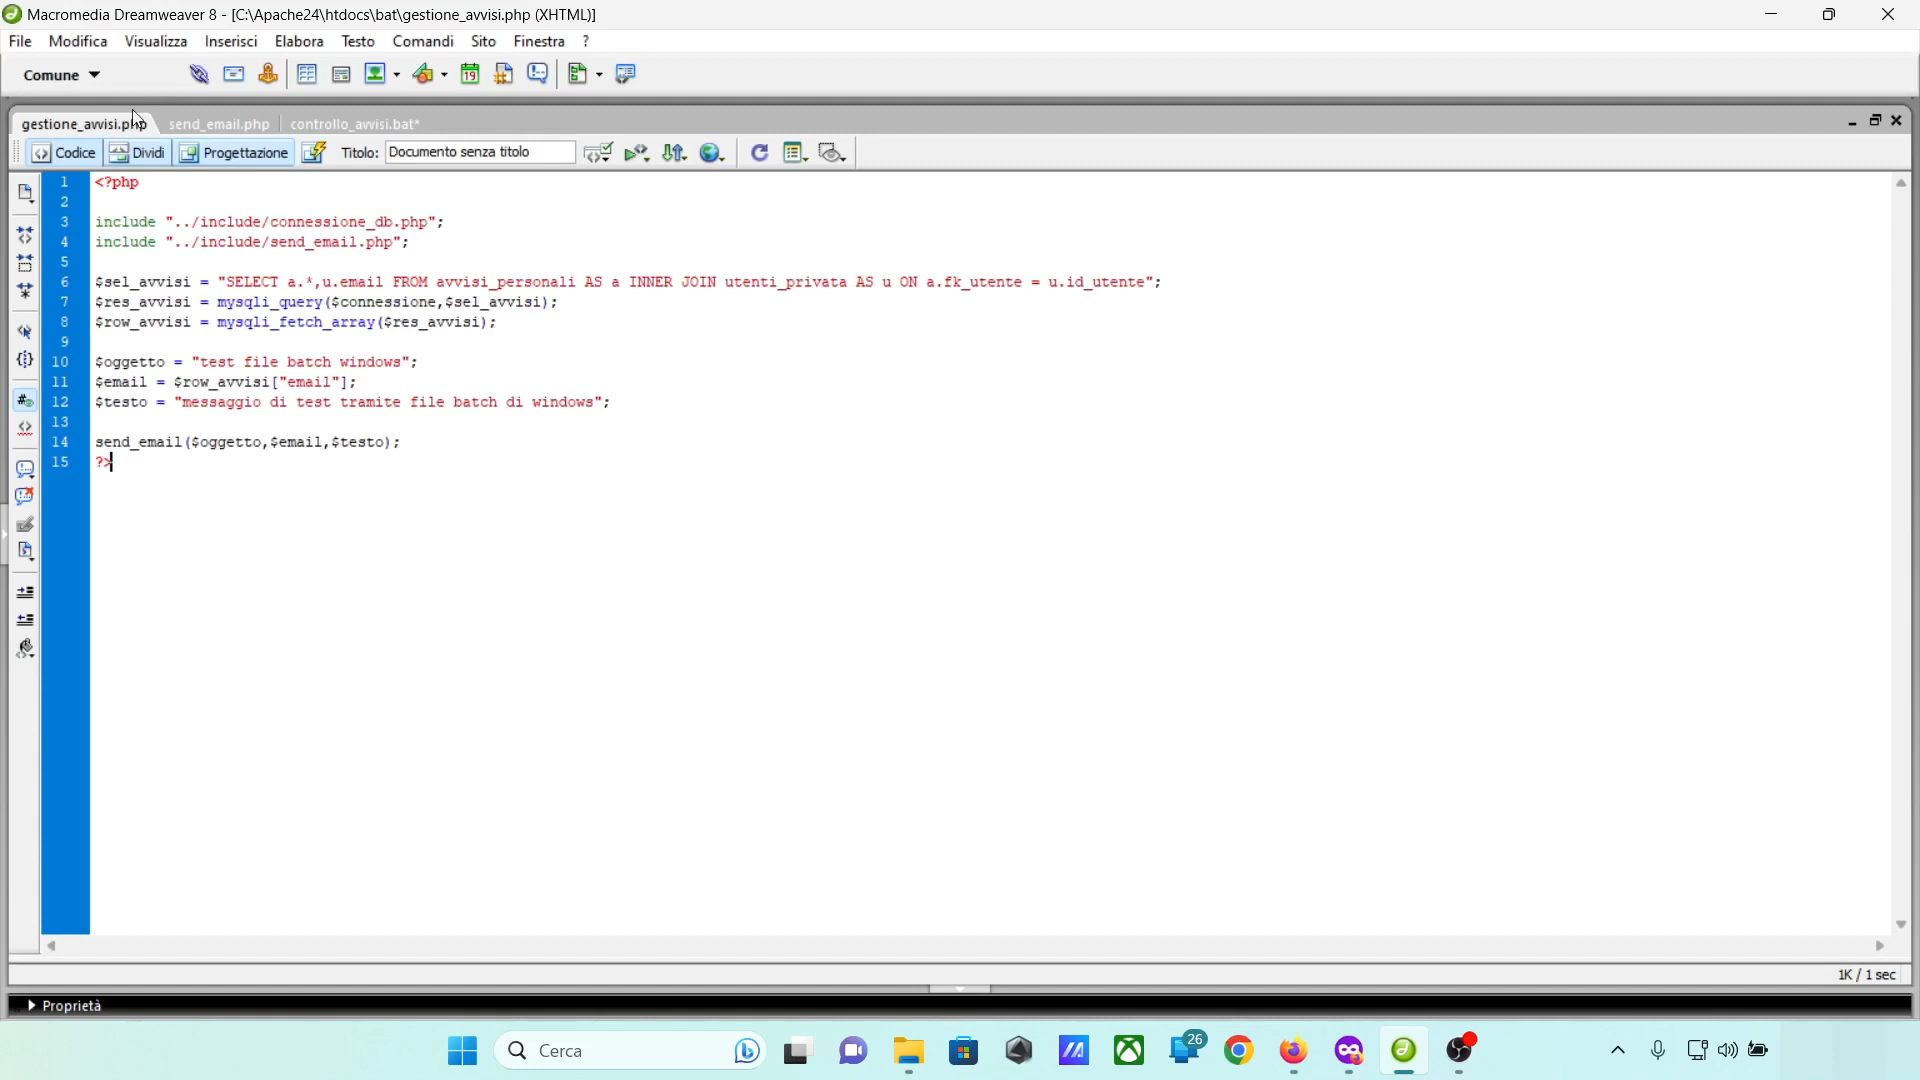 Macromedia Dreamweaver 8 - [C:\Apache24\htdocs\bat\gestione_avvisi.php (XHTML)]
File Modifica Visualizza Inserisci Elabora Testo Comandi Sito Finestra ?
Comune
19
gestione_avvisi.php send_email.php controllo_avvisi.bat*
Codice Dividi Progettazione Titolo: Documento senza titolo
1 <?php
2
3 include "../include/connessione_db.php";
4 include "../include/send_email.php";
5
6 $sel_avvisi = "SELECT a.*,u.email FROM avvisi_personali AS a INNER JOIN utenti_privata AS u ON a.fk_utente = u.id_utente";
7 $res_avvisi = mysqli_query($connessione,$sel_avvisi);
8 $row_avvisi = mysqli_fetch_array($res_avvisi);
9
10 $oggetto = "test file batch windows";
11 $email = $row_avvisi["email"];
12 $testo = "messaggio di test tramite file batch di windows";
13
14 send_email($oggetto,$email,$testo);
15 ?>
1K / 1 sec
Proprietà
Cerca
26